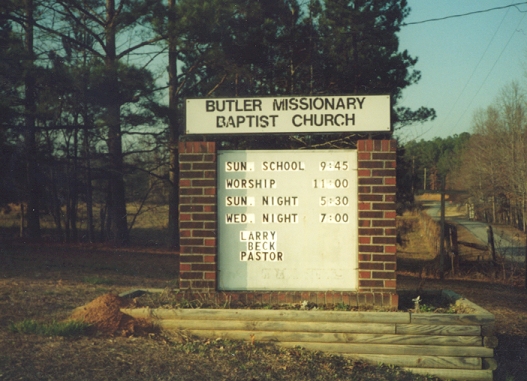 BUTLER MISSIONARY
BAPTIST CHURCH
SUN. SCHOOL 9:45
WORSHIP 11:00
SUN. NIGHT 5:30
WED. NIGHT 7:00
LARRY
BECK
PASTOR